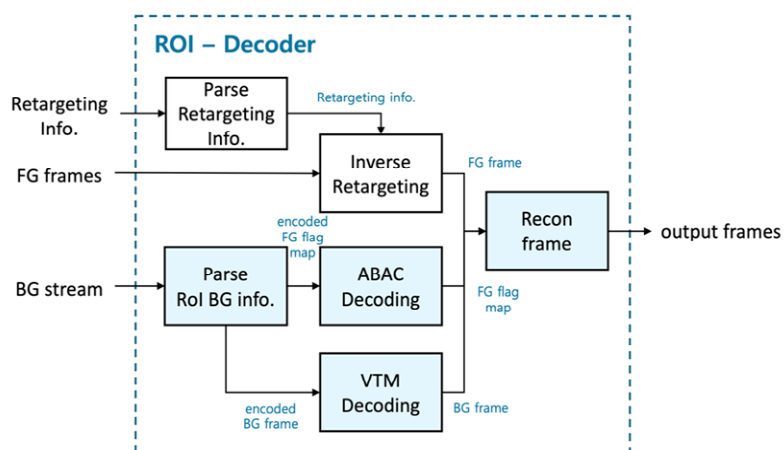 ROI – Decoder
Retargeting
Info.
Parse
Retargeting
Info.
Retargeting info.
FG frames
Inverse
Retargeting
FG frame
Recon
frame
output frames
BG stream
Parse
RoI BG info.
encoded
FG flag
map
ABAC
Decoding
FG flag
map
encoded
BG frame
VTM
Decoding
BG frame